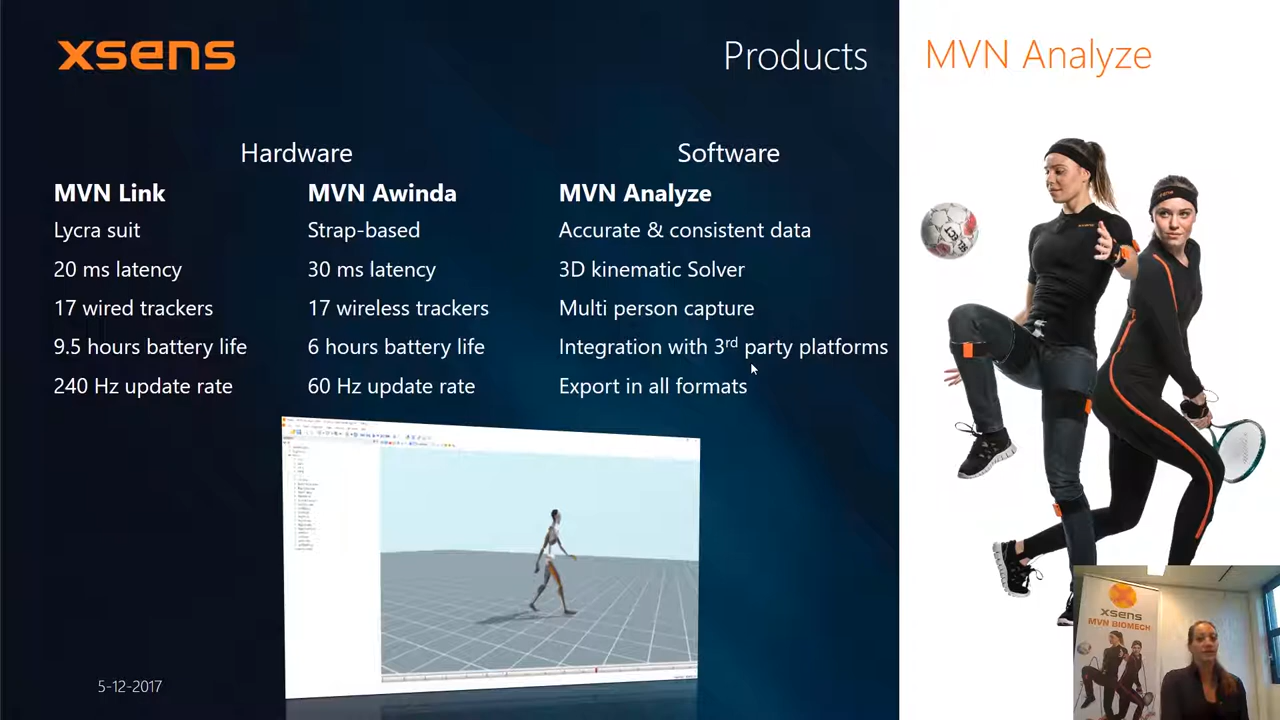 xsens
Products
MVN Analyze
Hardware
Software
MVN Link
Lycra suit
20 ms latency
17 wired trackers
9.5 hours battery life
240 Hz update rate
MVN Awinda
Strap-based
30 ms latency
17 wireless trackers
6 hours battery life
60 Hz update rate
MVN Analyze
Accurate & consistent data
3D kinematic Solver
Multi person capture
Integration with 3rd party platforms
Export in all formats
SELECT
xsens
MVN BIOMECH
5-12-2017